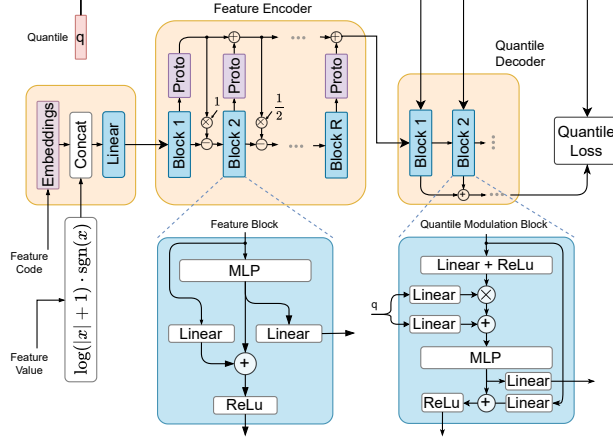 Feature Encoder
Quantile q
Quantile
Decoder
Proto
Proto
Proto
...
1
1/2
Embeddings
Concat
Linear
Block 1
Block 2
...
Block R
Block 1
Block 2
...
...
Quantile
Loss
Feature
Code
Feature
Value
log(|x| + 1) · sgn(x)
Feature Block
MLP
Linear
Linear
+
ReLu
Quantile Modulation Block
Linear + ReLu
q
Linear
×
Linear
+
MLP
Linear
ReLu
+
Linear